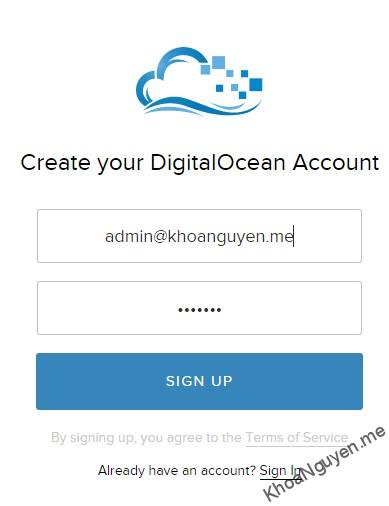 Create your DigitalOcean Account
admin@khoanguyen.me
•••••••
SIGN UP
By signing up, you agree to the Terms of Service
Already have an account? Sign In
KhoaNguyen.me